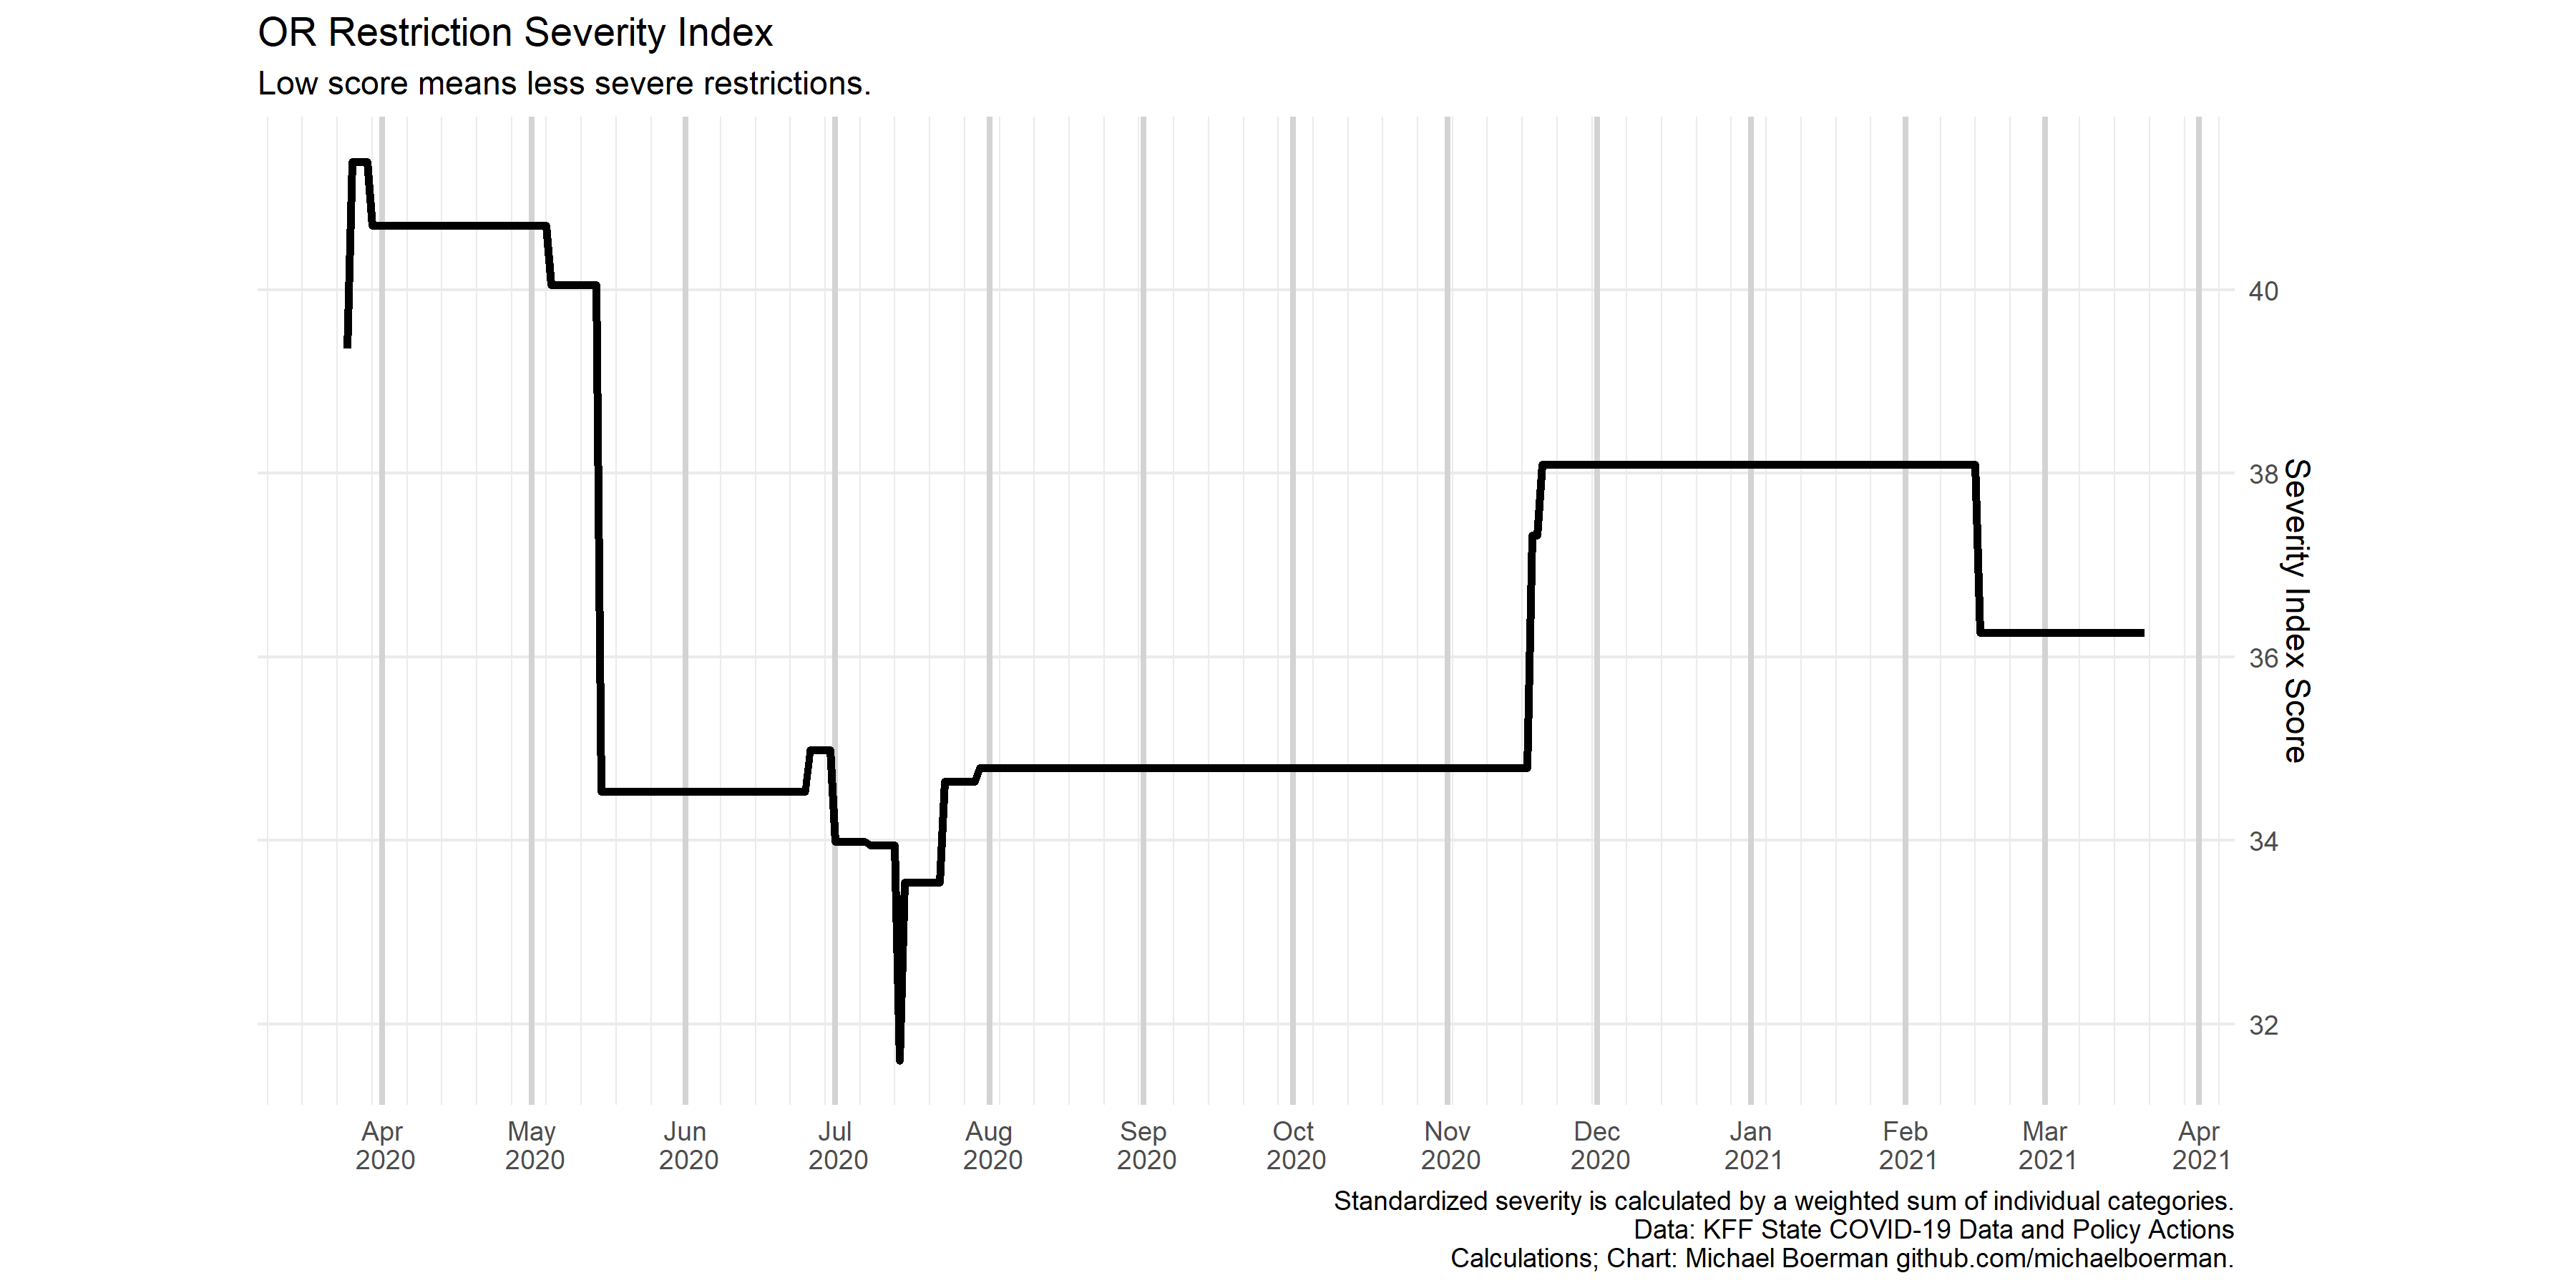 OR Restriction Severity Index
Low score means less severe restrictions.
40
38
36
34
32
Severity Index Score
Apr 2020
May 2020
Jun 2020
Jul 2020
Aug 2020
Sep 2020
Oct 2020
Nov 2020
Dec 2020
Jan 2021
Feb 2021
Mar 2021
Apr 2021
Standardized severity is calculated by a weighted sum of individual categories.
Data: KFF State COVID-19 Data and Policy Actions
Calculations; Chart: Michael Boerman github.com/michaelboerman.